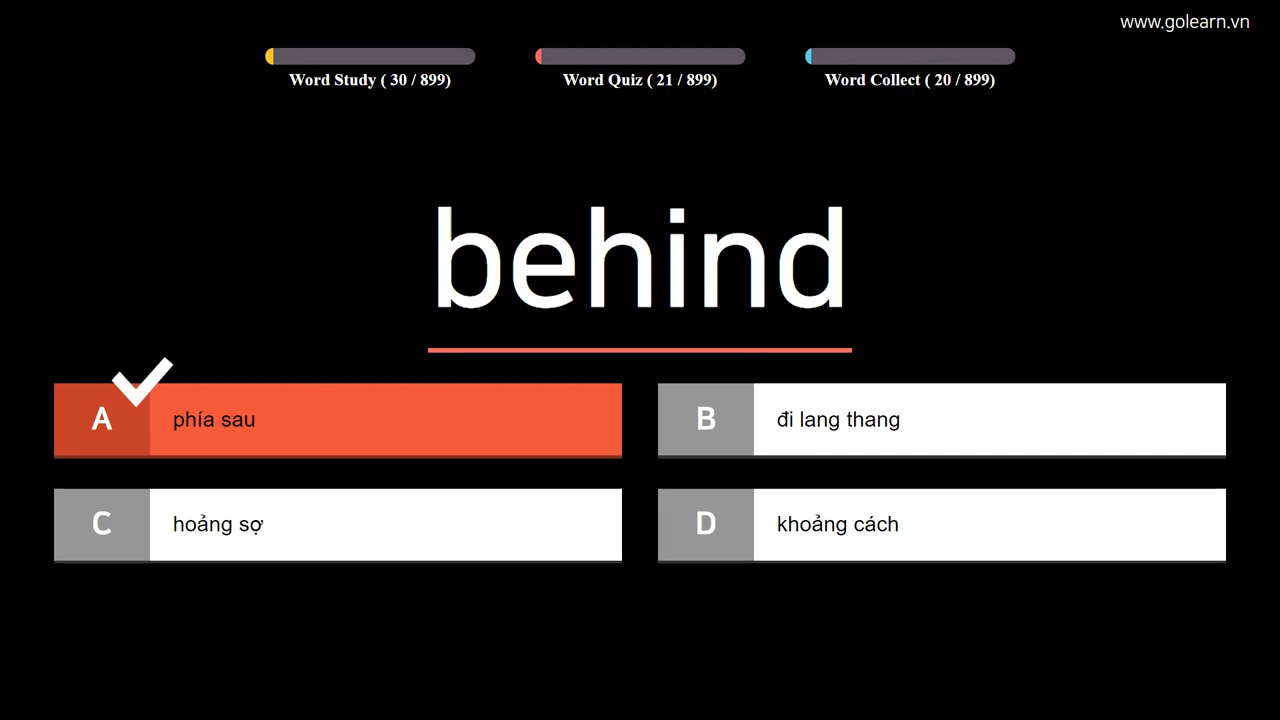 www.golearn.vn
Word Study ( 30 / 899)
Word Quiz ( 21 / 899)
Word Collect ( 20 / 899)
behind
A phía sau
B đi lang thang
C hoảng sợ
D khoảng cách